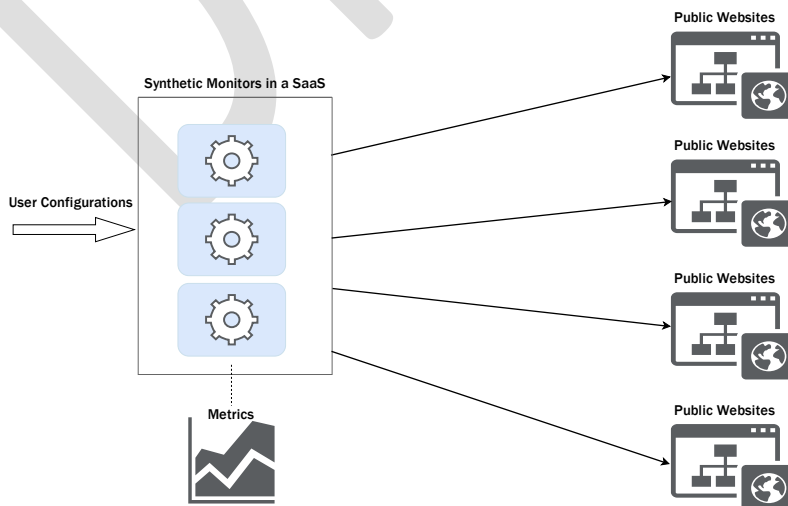 Public Websites
Synthetic Monitors in a SaaS
Public Websites
User Configurations
Public Websites
Metrics
Public Websites